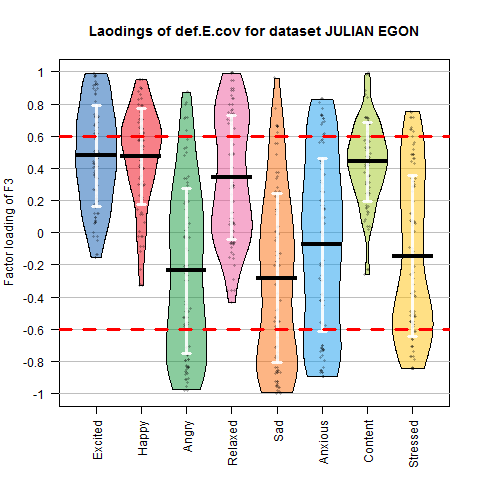 Laodings of def.E.cov for dataset JULIAN EGON
Factor loading of F3
1
0.8
0.6
0.4
0.2
0
-0.2
-0.4
-0.6
-0.8
-1
Excited
Happy
Angry
Relaxed
Sad
Anxious
Content
Stressed